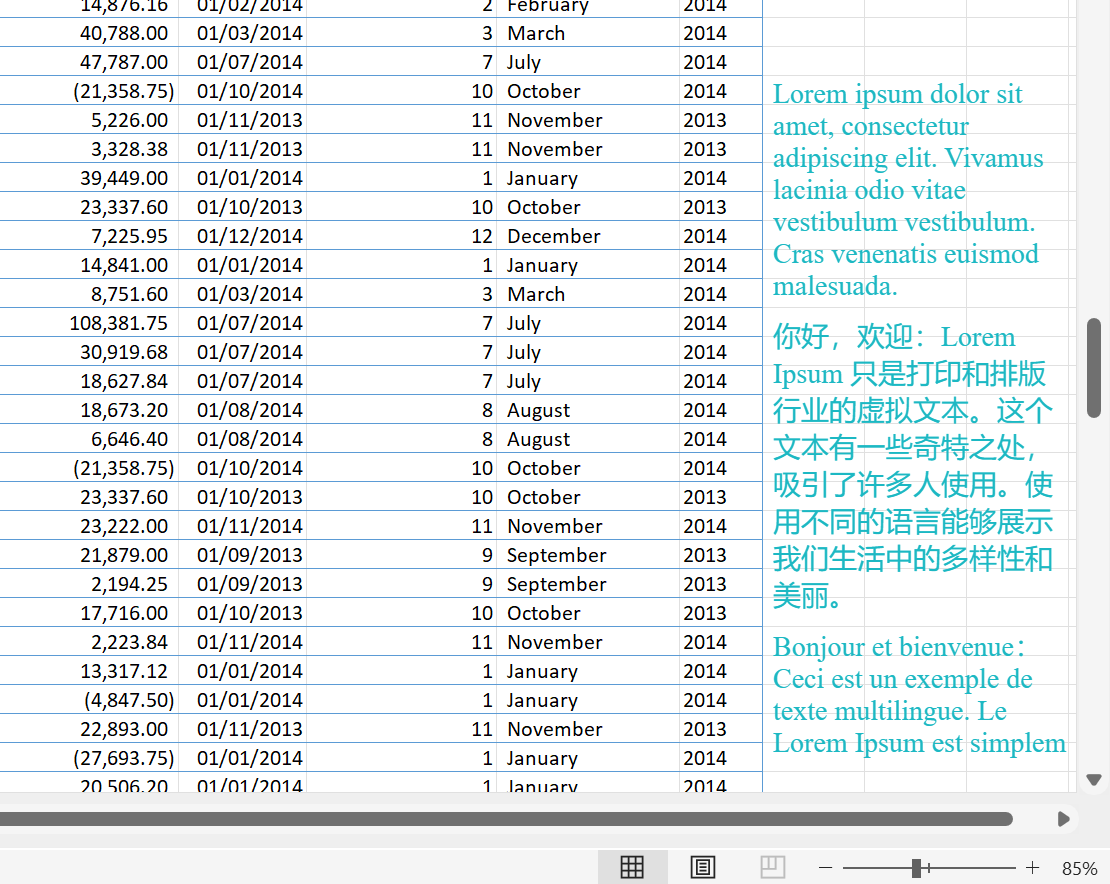 14,876.16 01/02/2014 2 February 2014
40,788.00 01/03/2014 3 March 2014
47,787.00 01/07/2014 7 July 2014
(21,358.75) 01/10/2014 10 October 2014
5,226.00 01/11/2013 11 November 2013
3,328.38 01/11/2013 11 November 2013
39,449.00 01/01/2014 1 January 2014
23,337.60 01/10/2013 10 October 2013
7,225.95 01/12/2014 12 December 2014
14,841.00 01/01/2014 1 January 2014
8,751.60 01/03/2014 3 March 2014
108,381.75 01/07/2014 7 July 2014
30,919.68 01/07/2014 7 July 2014
18,627.84 01/07/2014 7 July 2014
18,673.20 01/08/2014 8 August 2014
6,646.40 01/08/2014 8 August 2014
(21,358.75) 01/10/2014 10 October 2014
23,337.60 01/10/2013 10 October 2013
23,222.00 01/11/2014 11 November 2014
21,879.00 01/09/2013 9 September 2013
2,194.25 01/09/2013 9 September 2013
17,716.00 01/10/2013 10 October 2013
2,223.84 01/11/2014 11 November 2014
13,317.12 01/01/2014 1 January 2014
(4,847.50) 01/01/2014 1 January 2014
22,893.00 01/11/2013 11 November 2013
(27,693.75) 01/01/2014 1 January 2014
20,506.20 01/01/2014 1 January 2014
Lorem ipsum dolor sit
amet, consectetur
adipiscing elit. Vivamus
lacinia odio vitae
vestibulum vestibulum.
Cras venenatis euismod
malesuada.
你好，欢迎：Lorem
Ipsum 只是打印和排版
行业的虚拟文本。这个
文本有一些奇特之处，
吸引了许多人使用。使
用不同的语言能够展示
我们生活中的多样性和
美丽。
Bonjour et bienvenue：
Ceci est un exemple de
texte multilingue. Le
Lorem Ipsum est simplem
85%